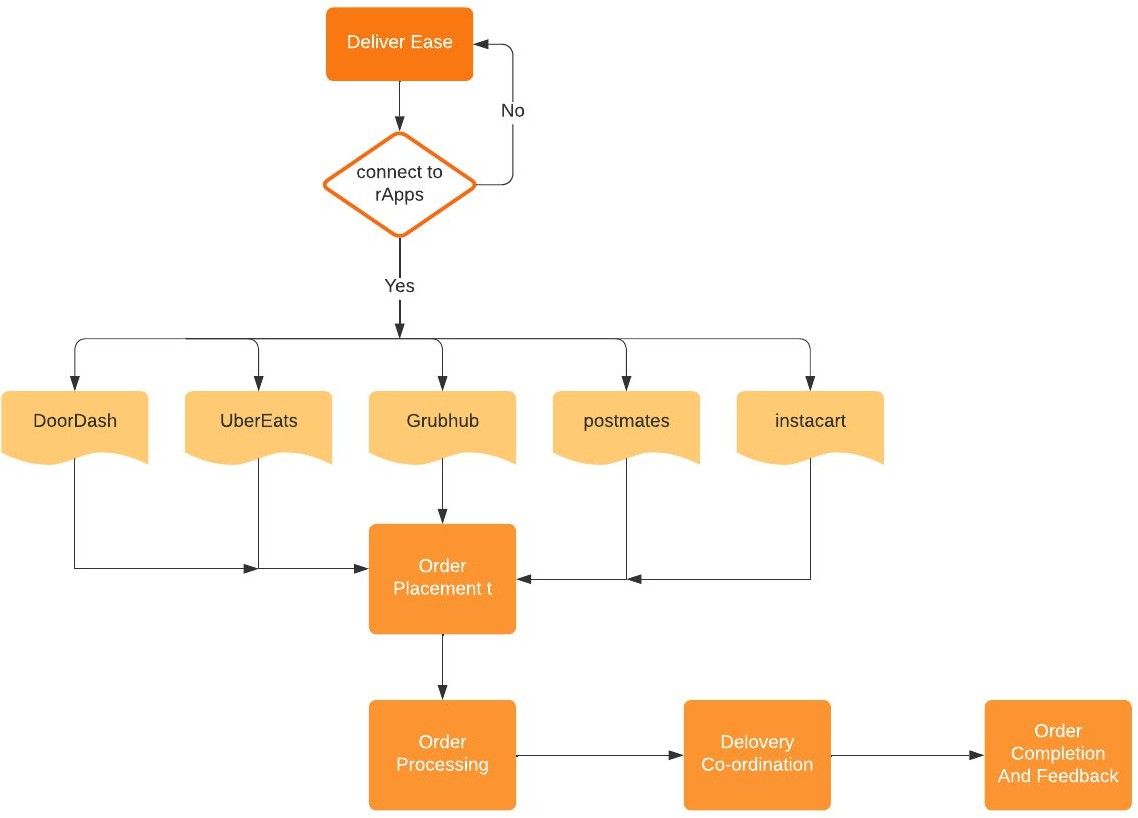 Deliver Ease
No
connect to
rApps
Yes
DoorDash
UberEats
Grubhub
postmates
instacart
Order
Placement t
Order
Processing
Delovery
Co-ordination
Order
Completion
And Feedback